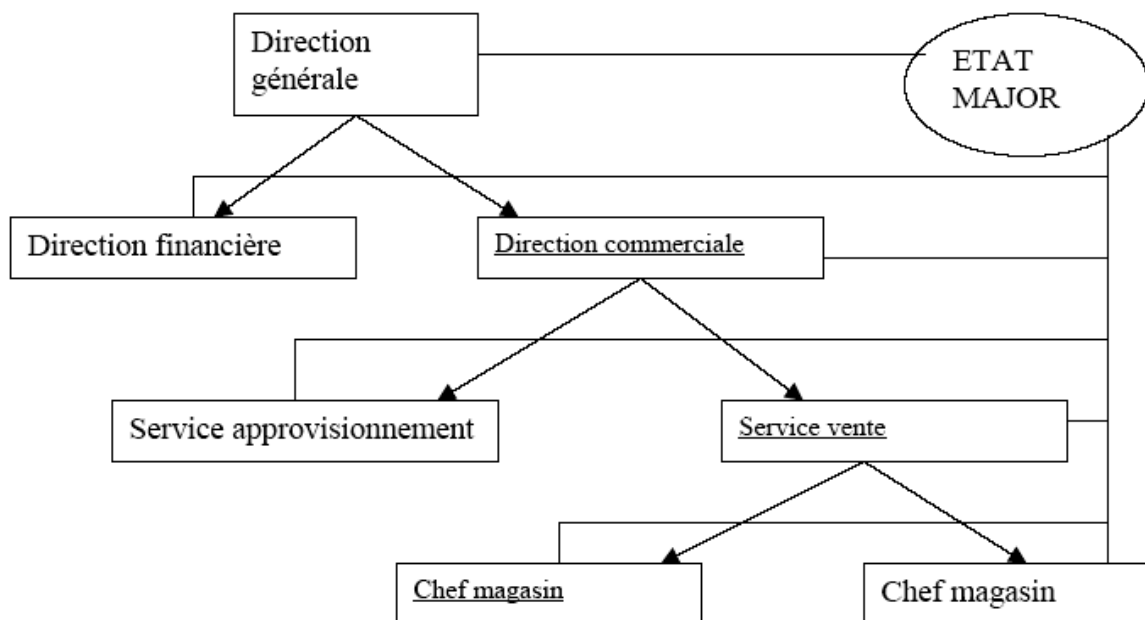 Direction
générale
ETAT
MAJOR
Direction financière
Direction commerciale
Service approvisionnement
Service vente
Chef magasin
Chef magasin